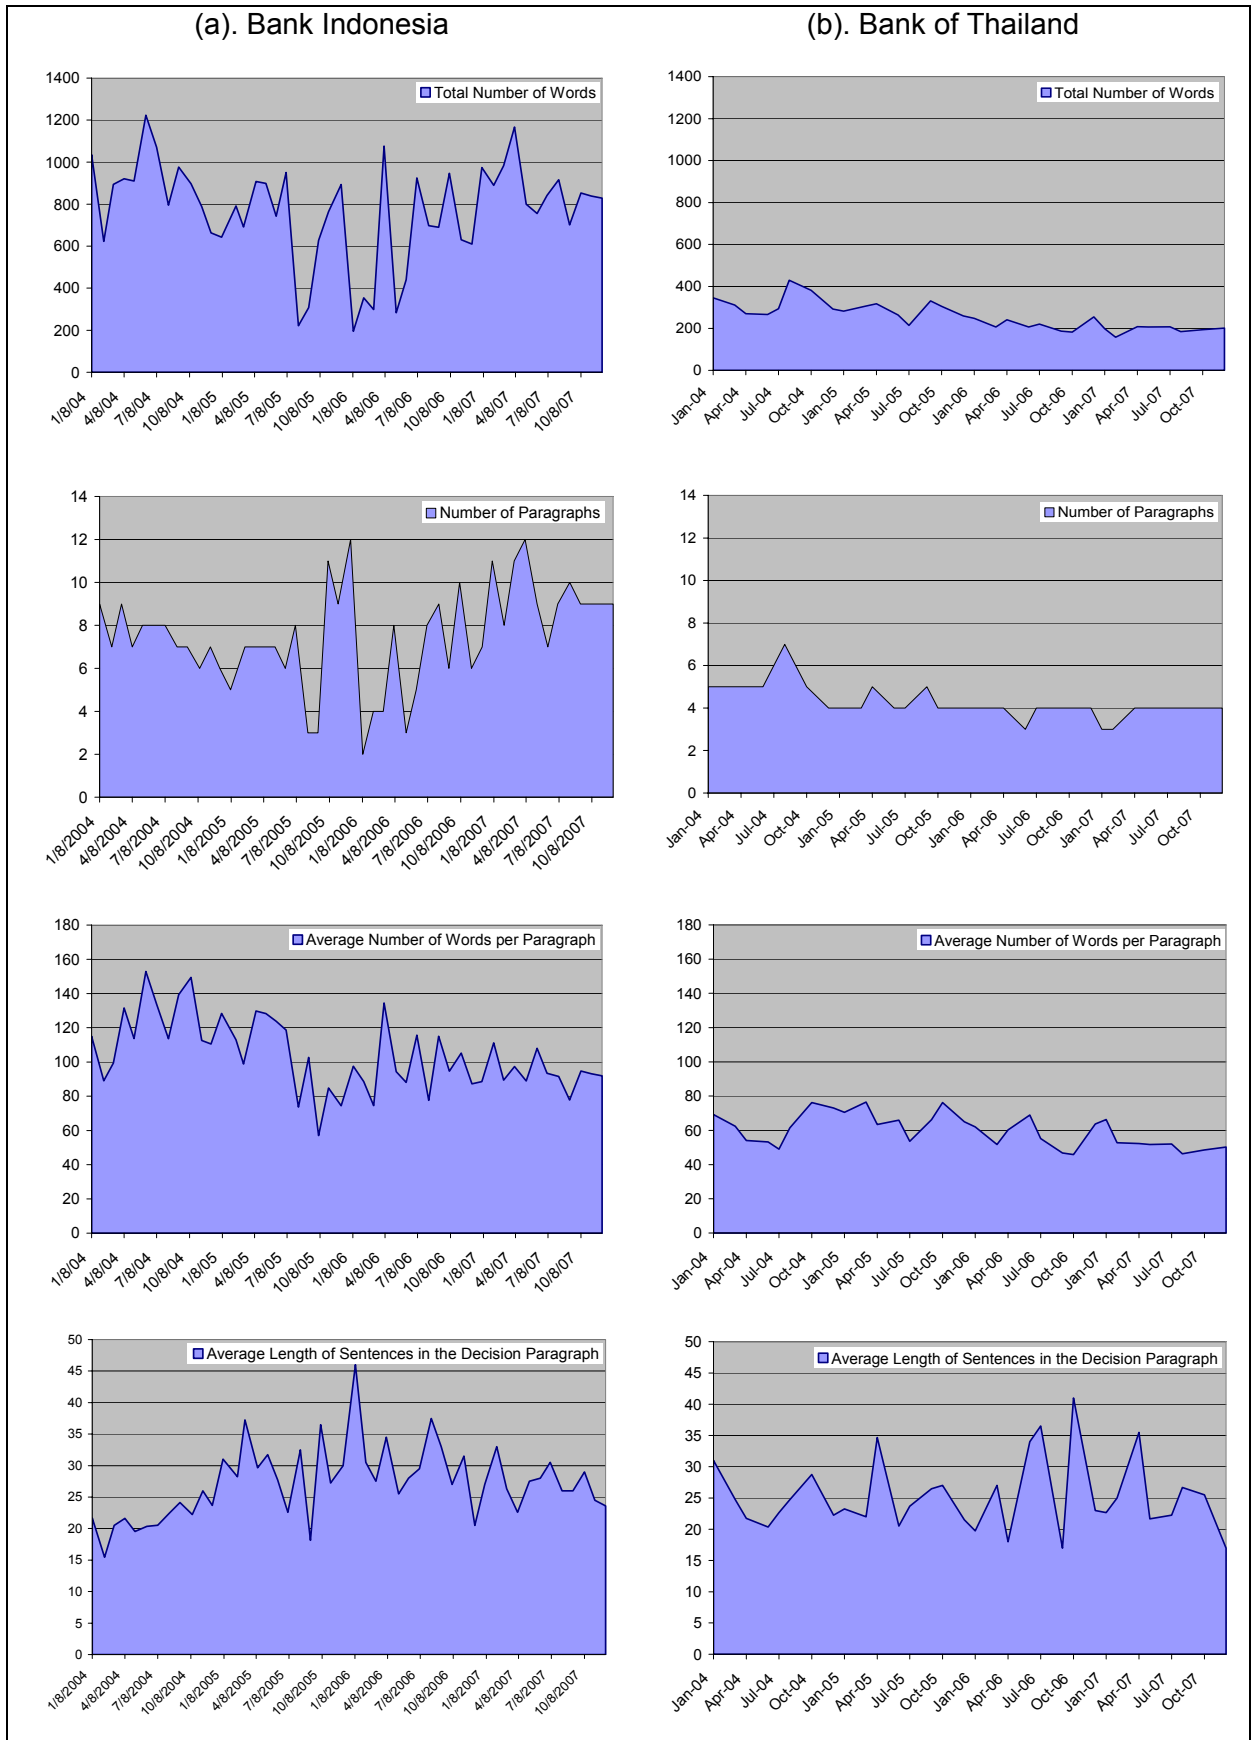 (a). Bank Indonesia
(b). Bank of Thailand
Total Number of Words
1400
1200
1000
800
600
400
200
0
1/8/04
4/8/04
7/8/04
10/8/04
1/8/05
4/8/05
7/8/05
10/8/05
1/8/06
4/8/06
7/8/06
10/8/06
1/8/07
4/8/07
7/8/07
10/8/07
Total Number of Words
1400
1200
1000
800
600
400
200
0
Jan-04
Apr-04
Jul-04
Oct-04
Jan-05
Apr-05
Jul-05
Oct-05
Jan-06
Apr-06
Jul-06
Oct-06
Jan-07
Apr-07
Jul-07
Oct-07
Number of Paragraphs
14
12
10
8
6
4
2
0
1/8/2004
4/8/2004
7/8/2004
10/8/2004
1/8/2005
4/8/2005
7/8/2005
10/8/2005
1/8/2006
4/8/2006
7/8/2006
10/8/2006
1/8/2007
4/8/2007
7/8/2007
10/8/2007
Number of Paragraphs
14
12
10
8
6
4
2
0
Jan-04
Apr-04
Jul-04
Oct-04
Jan-05
Apr-05
Jul-05
Oct-05
Jan-06
Apr-06
Jul-06
Oct-06
Jan-07
Apr-07
Jul-07
Oct-07
Average Number of Words per Paragraph
180
160
140
120
100
80
60
40
20
0
1/8/04
4/8/04
7/8/04
10/8/04
1/8/05
4/8/05
7/8/05
10/8/05
1/8/06
4/8/06
7/8/06
10/8/06
1/8/07
4/8/07
7/8/07
10/8/07
Average Number of Words per Paragraph
180
160
140
120
100
80
60
40
20
0
Jan-04
Apr-04
Jul-04
Oct-04
Jan-05
Apr-05
Jul-05
Oct-05
Jan-06
Apr-06
Jul-06
Oct-06
Jan-07
Apr-07
Jul-07
Oct-07
Average Length of Sentences in the Decision Paragraph
50
45
40
35
30
25
20
15
10
5
0
1/8/2004
4/8/2004
7/8/2004
10/8/2004
1/8/2005
4/8/2005
7/8/2005
10/8/2005
1/8/2006
4/8/2006
7/8/2006
10/8/2006
1/8/2007
4/8/2007
7/8/2007
10/8/2007
Average Length of Sentences in the Decision Paragraph
50
45
40
35
30
25
20
15
10
5
0
Jan-04
Apr-04
Jul-04
Oct-04
Jan-05
Apr-05
Jul-05
Oct-05
Jan-06
Apr-06
Jul-06
Oct-06
Jan-07
Apr-07
Jul-07
Oct-07